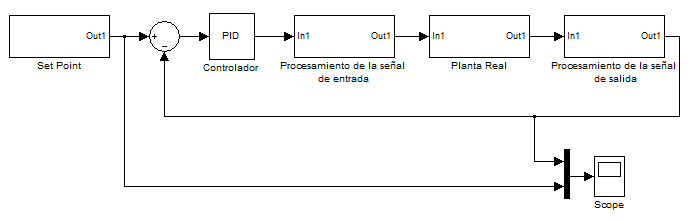 Out1
Set Point
+
−
PID
Controlador
In1
Out1
Procesamiento de la señal
de entrada
In1
Out1
Planta Real
In1
Out1
Procesamiento de la señal
de salida
Scope